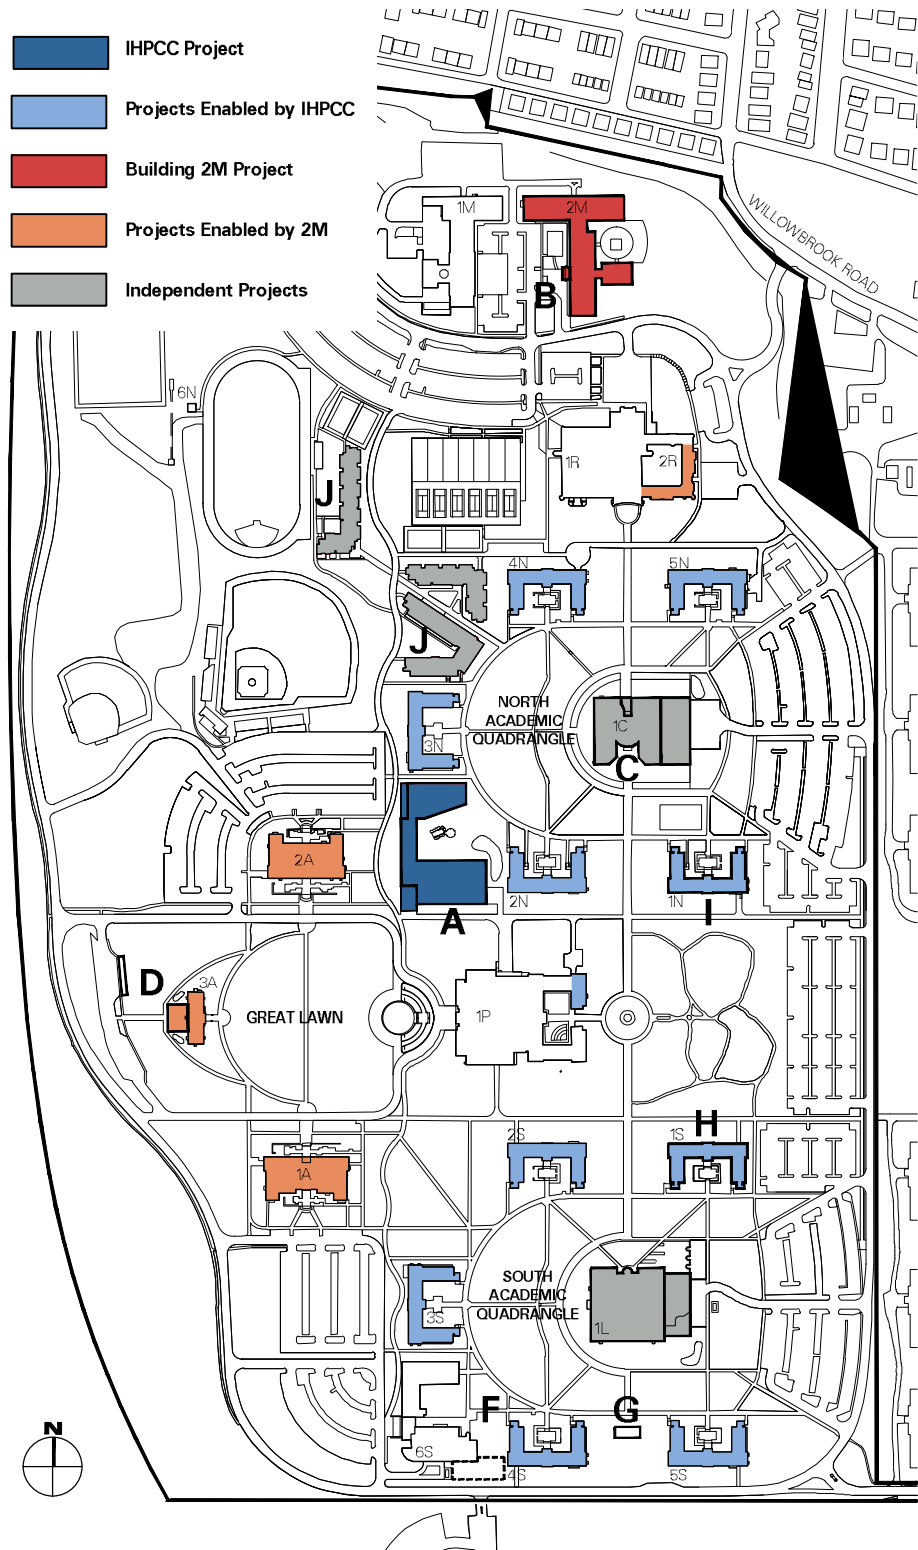 IHPCC Project
Projects Enabled by IHPCC
Building 2M Project
Projects Enabled by 2M
Independent Projects
WILLOWBROOK ROAD
1M
2M
B
6N
1R
2R
J
4N
5N
J
NORTH
ACADEMIC
QUADRANGLE
1C
3N
C
2A
2N
1N
A
I
D
3A
GREAT LAWN
1P
H
2S
1S
1A
SOUTH
ACADEMIC
QUADRANGLE
3S
1L
F
G
N
6S
4S
5S